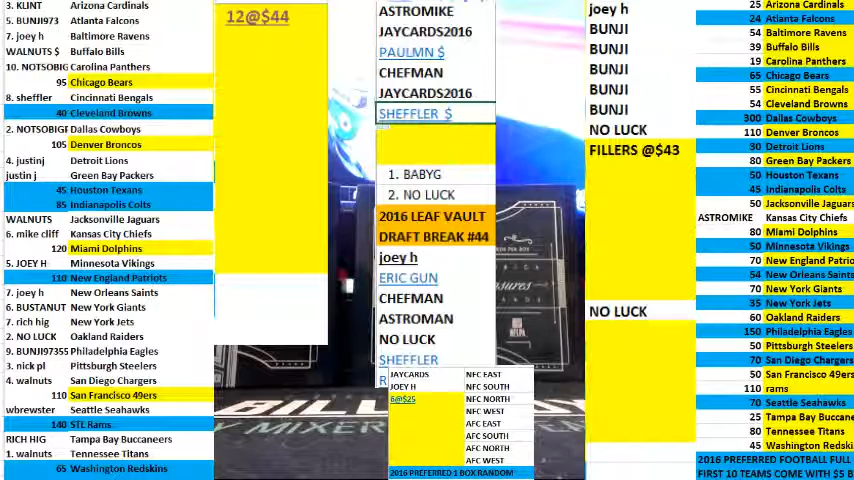 3. KLINT Arizona Cardinals
5. BUNJI Atlanta Falcons
7. joey h Baltimore Ravens
WALNUTS $ Buffalo Bills
10. NOTSOBIG Carolina Panthers
95 Chicago Bears
8. sheffler Cincinnati Bengals
40 Cleveland Browns
2. NOTSOBIGF Dallas Cowboys
105 Denver Broncos
4. justinj Detroit Lions
justin j Green Bay Packers
45 Houston Texans
85 Indianapolis Colts
WALNUTS Jacksonville Jaguars
6. mike cliff Kansas City Chiefs
120 Miami Dolphins
5. JOEY H Minnesota Vikings
110 New England Patriots
7. joey h New Orleans Saints
6. BUSTANUT New York Giants
7. rich hig New York Jets
2. NO LUCK Oakland Raiders
9. BUNJI97355 Philadelphia Eagles
3. nick pl Pittsburgh Steelers
4. walnuts San Diego Chargers
110 San Francisco 49ers
wbrewster Seattle Seahawks
140 STL Rams
RICH HIG Tampa Bay Buccaneers
1. walnuts Tennessee Titans
65 Washington Redskins
12@$44
ASTROMIKE
JAYCARDS2016
PAULMN $
CHEFMAN
JAYCARDS2016
SHEFFLER $
1. BABYG
2. NO LUCK
2016 LEAF VAULT
DRAFT BREAK #44
joey h
ERIC GUN
CHEFMAN
ASTROMAN
NO LUCK
SHEFFLER
JAYCARDS NFC EAST
JOEY H NFC SOUTH
6@$25 NFC NORTH
NFC WEST
AFC EAST
AFC SOUTH
AFC NORTH
AFC WEST
2016 PREFERRED 1 BOX RANDOM
joey h
BUNJI
BUNJI
BUNJI
BUNJI
BUNJI
NO LUCK
FILLERS @$43
NO LUCK
25 Arizona Cardinals
24 Atlanta Falcons
54 Baltimore Ravens
39 Buffalo Bills
19 Carolina Panthers
65 Chicago Bears
55 Cincinnati Bengals
54 Cleveland Browns
300 Dallas Cowboys
110 Denver Broncos
30 Detroit Lions
80 Green Bay Packers
50 Houston Texans
45 Indianapolis Colts
50 Jacksonville Jaguars
ASTROMIKE Kansas City Chiefs
80 Miami Dolphins
50 Minnesota Vikings
70 New England Patriots
54 New Orleans Saints
70 New York Giants
35 New York Jets
60 Oakland Raiders
150 Philadelphia Eagles
50 Pittsburgh Steelers
70 San Diego Chargers
50 San Francisco 49ers
110 rams
70 Seattle Seahawks
25 Tampa Bay Buccane
80 Tennessee Titans
45 Washington Redski
2016 PREFERRED FOOTBALL FULL
FIRST 10 TEAMS COME WITH $5 B